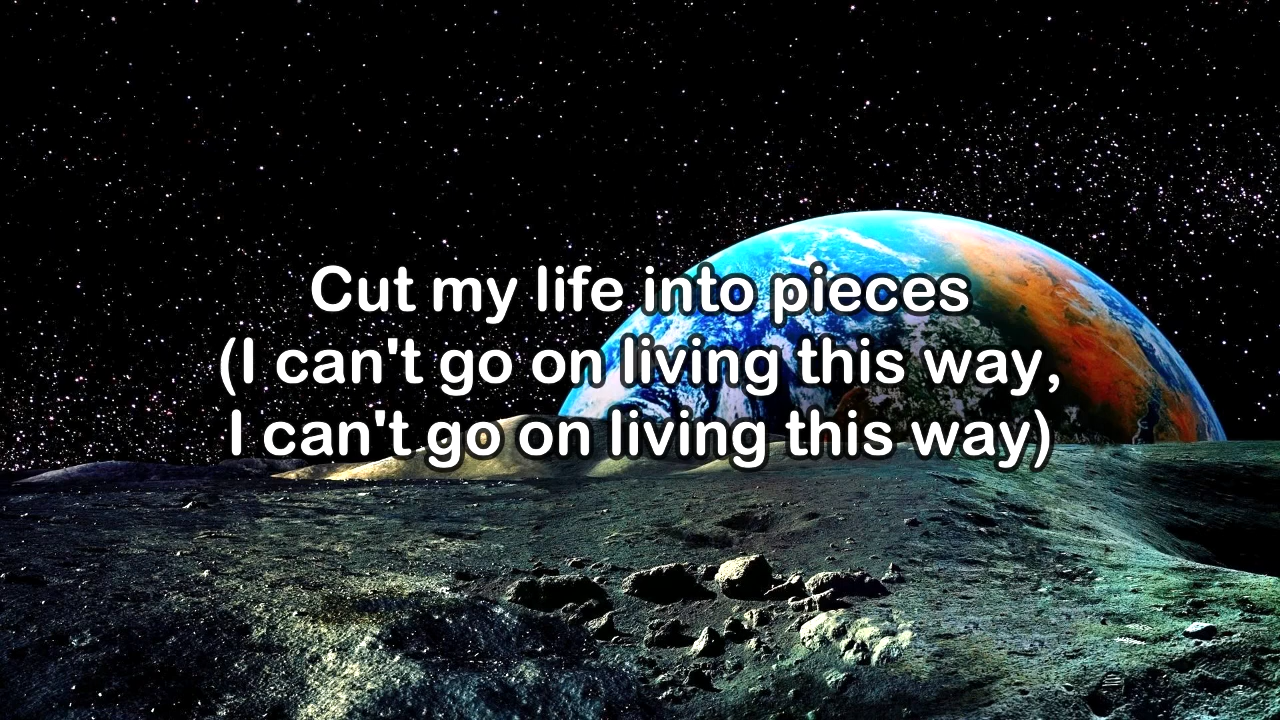 Cut my life into pieces
(I can't go on living this way,
I can't go on living this way)